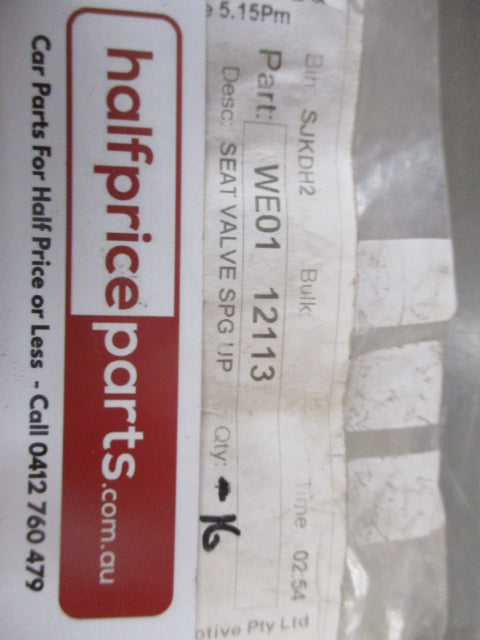 5.15Pm
Bin: SJKDH2 Bulk: Time: 02:54
Part: WE01 12113
Desc: SEAT VALVE SPG UP Qty: 16
otive Pty Ltd
halfpriceparts.com.au
Car Parts For Half Price or Less - Call 0412 760 479